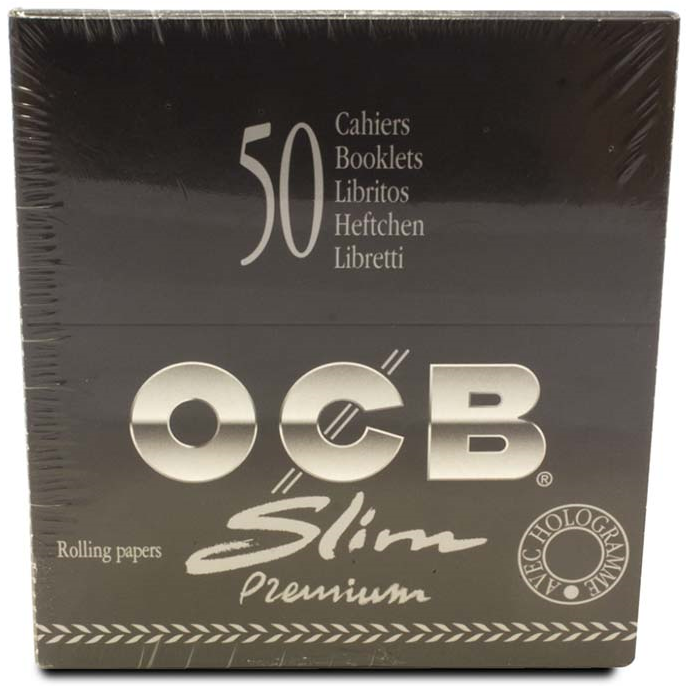 50
Cahiers
Booklets
Libritos
Heftchen
Libretti
OCB®
Slim
Rolling papers
Premium
AVEC HOLOGRAMME